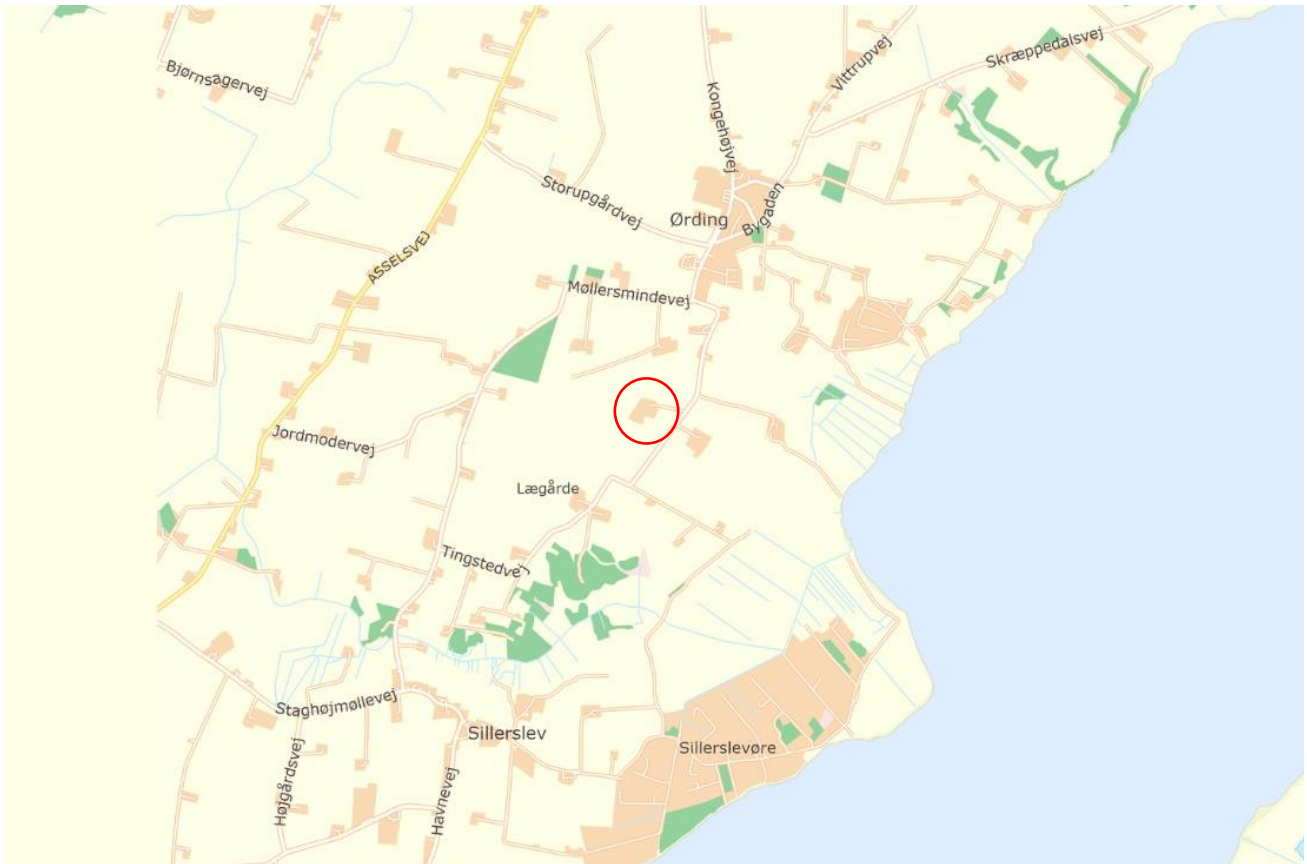 Skræppedalsvej
Vittrupvej
Bjørnsagervej
Kongehøjvej
Storupgårdvej
Bygaden
Ørding
ASSELSVEJ
Møllersmindevej
Jordmodervej
Lægårde
Tingstedvej
Staghøjmøllevej
Sillerslev
Sillerslevøre
Højgårdsvej
Havnevej